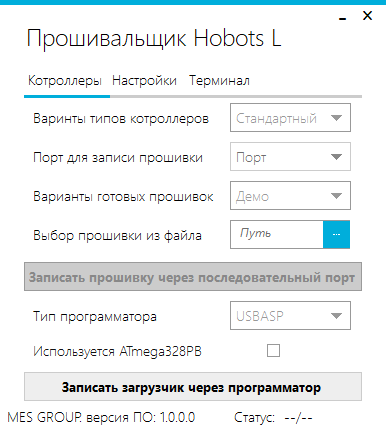 Прошивальщик Hobots L
Котроллеры Настройки Терминал
Варинты типов котроллеров Стандартный
Порт для записи прошивки Порт
Варианты готовых прошивок Демо
Выбор прошивки из файла Путь ...
Записать прошивку через последовательный порт
Тип программатора USBASP
Используется ATmega328PB
Записать загрузчик через программатор
MES GROUP. версия ПО: 1.0.0.0 Статус: --/--